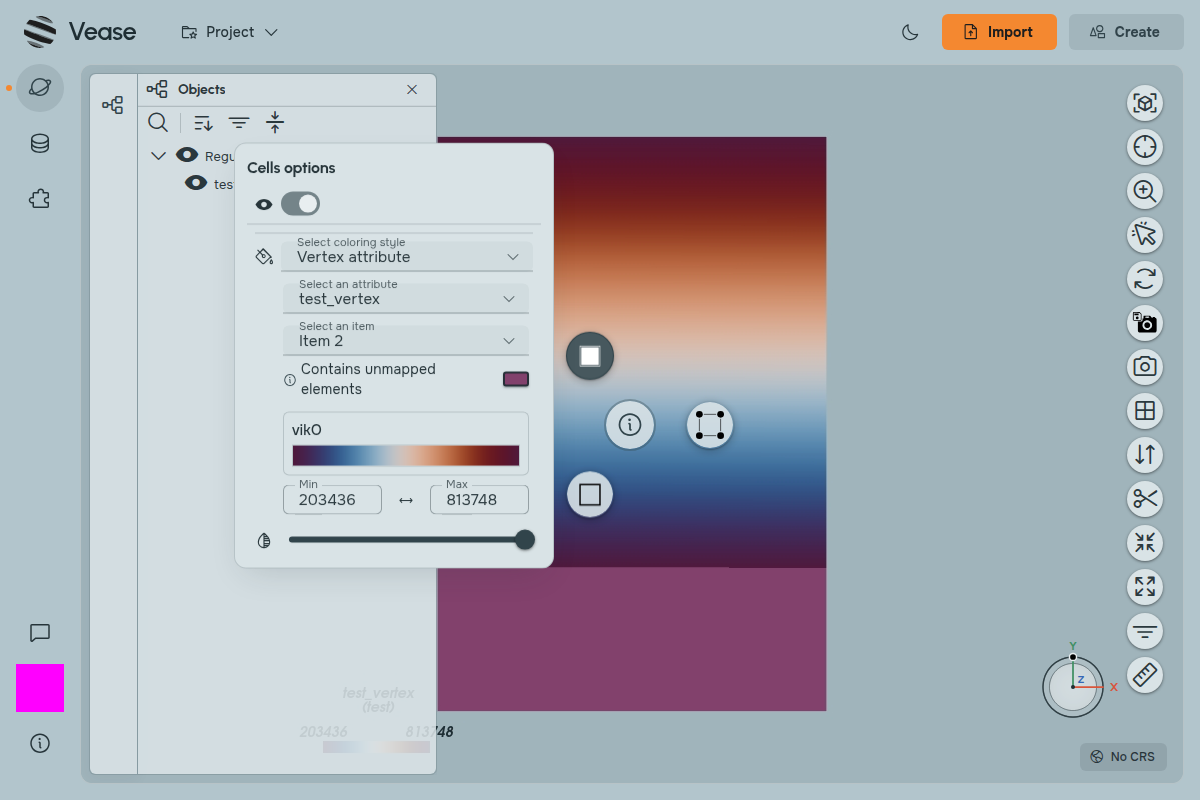 Vease
Project
Import
Create
Objects
Regu
tes
Cells options
Select coloring style
Vertex attribute
Select an attribute
test_vertex
Select an item
Item 2
Contains unmapped
elements
vikO
Min
203436
Max
813748
test_vertex
(test)
203436
813748
Y
Z
X
No CRS